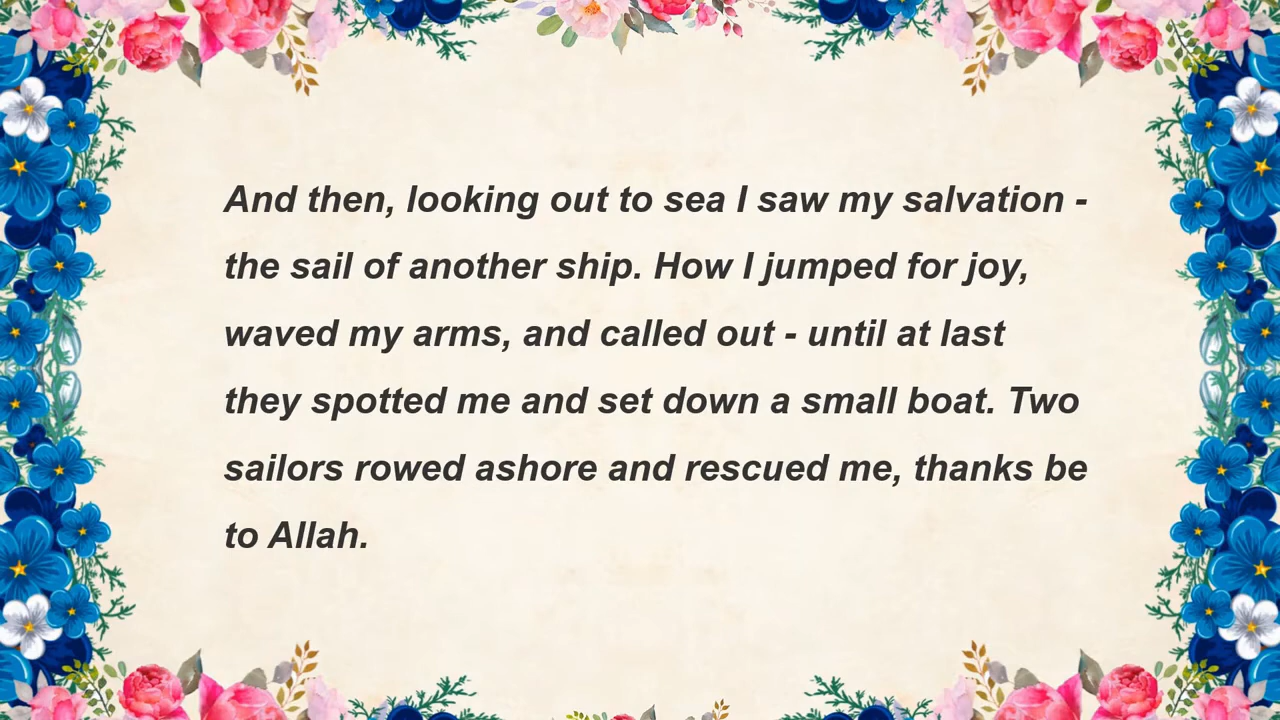 And then, looking out to sea I saw my salvation -
the sail of another ship. How I jumped for joy,
waved my arms, and called out - until at last
they spotted me and set down a small boat. Two
sailors rowed ashore and rescued me, thanks be
to Allah.